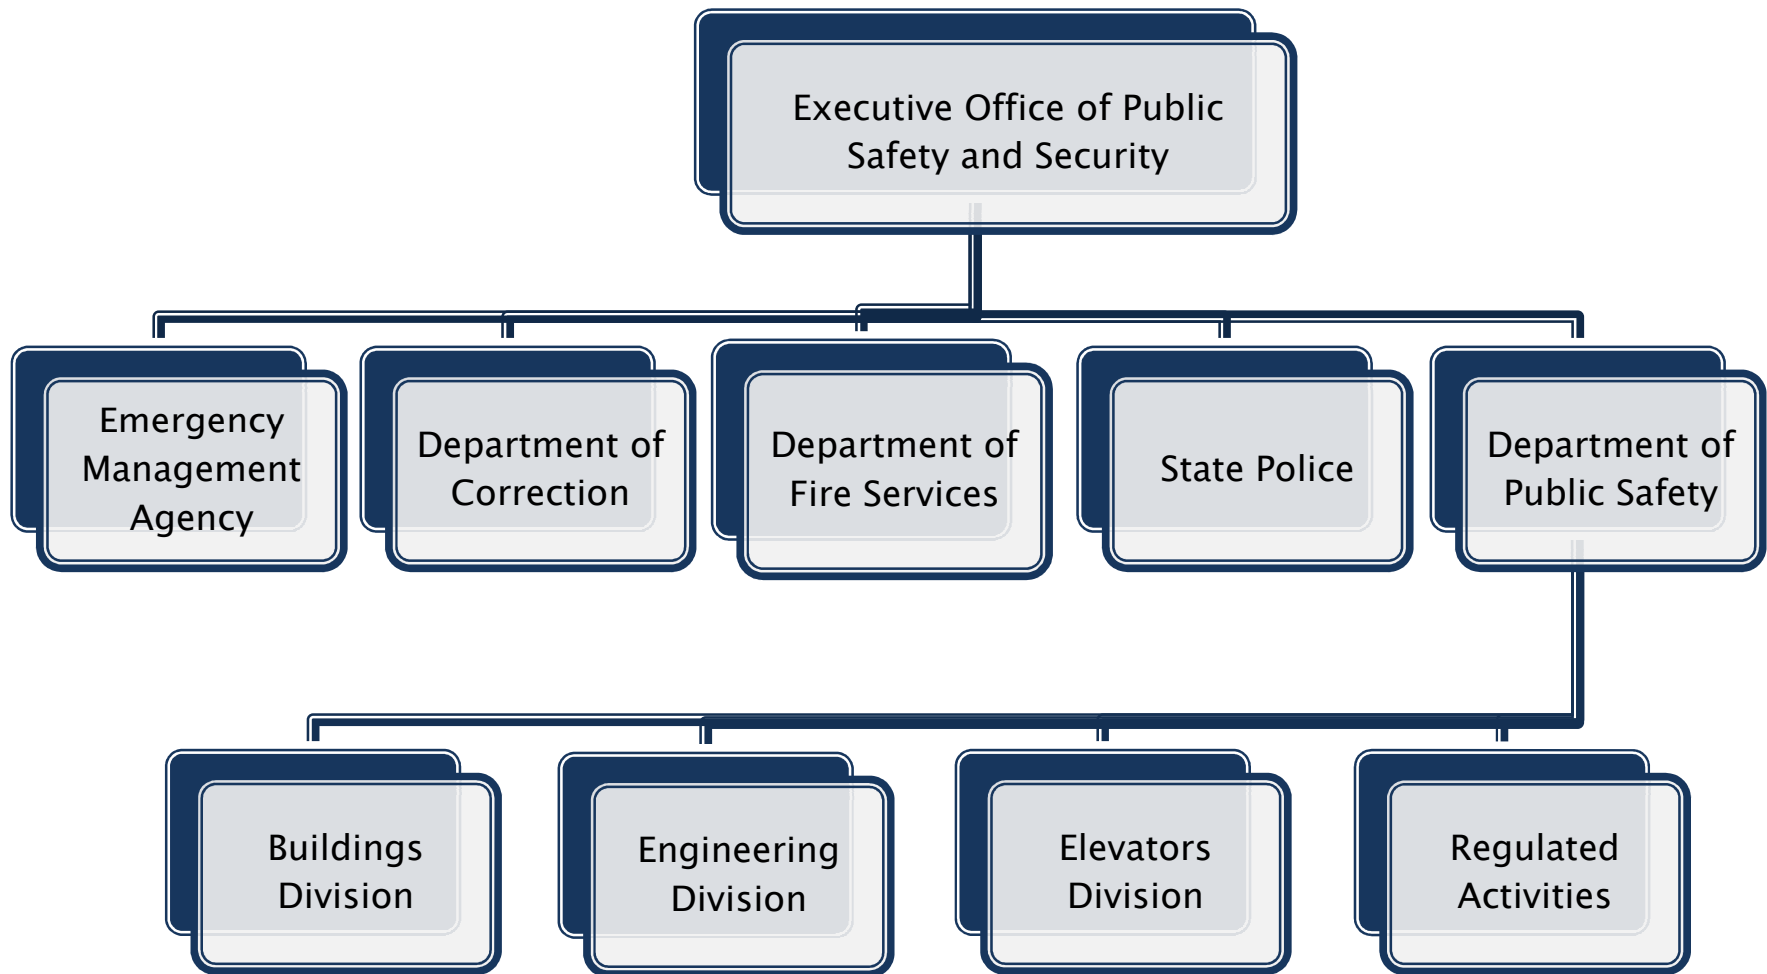 Executive Office of Public
Safety and Security
Emergency
Management
Agency
Department of
Correction
Department of
Fire Services
State Police
Department of
Public Safety
Buildings
Division
Engineering
Division
Elevators
Division
Regulated
Activities